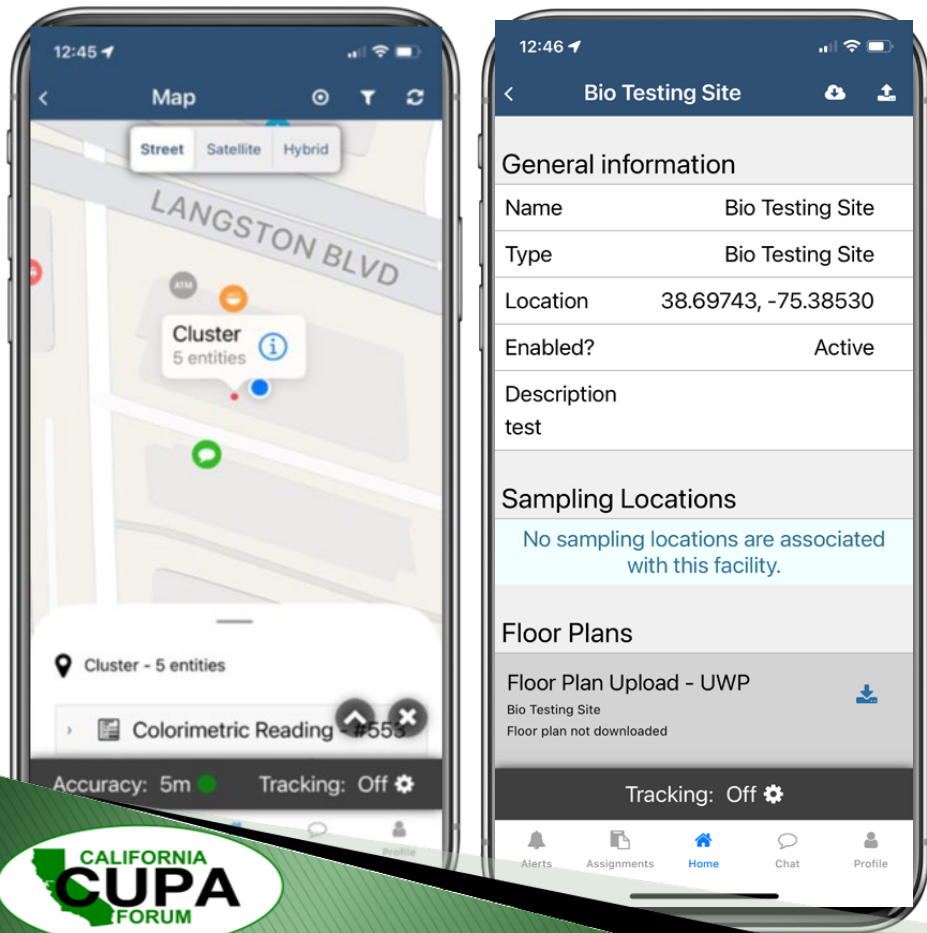 12:45
Map
Street Satellite Hybrid
LANGSTON BLVD
ATM
Cluster
5 entities
Cluster - 5 entities
Colorimetric Reading - #553
Accuracy: 5m Tracking: Off
Profile
CALIFORNIA
CUPA
FORUM
12:46
Bio Testing Site
General information
Name Bio Testing Site
Type Bio Testing Site
Location 38.69743, -75.38530
Enabled? Active
Description
test
Sampling Locations
No sampling locations are associated
with this facility.
Floor Plans
Floor Plan Upload - UWP
Bio Testing Site
Floor plan not downloaded
Tracking: Off
Alerts Assignments Home Chat Profile